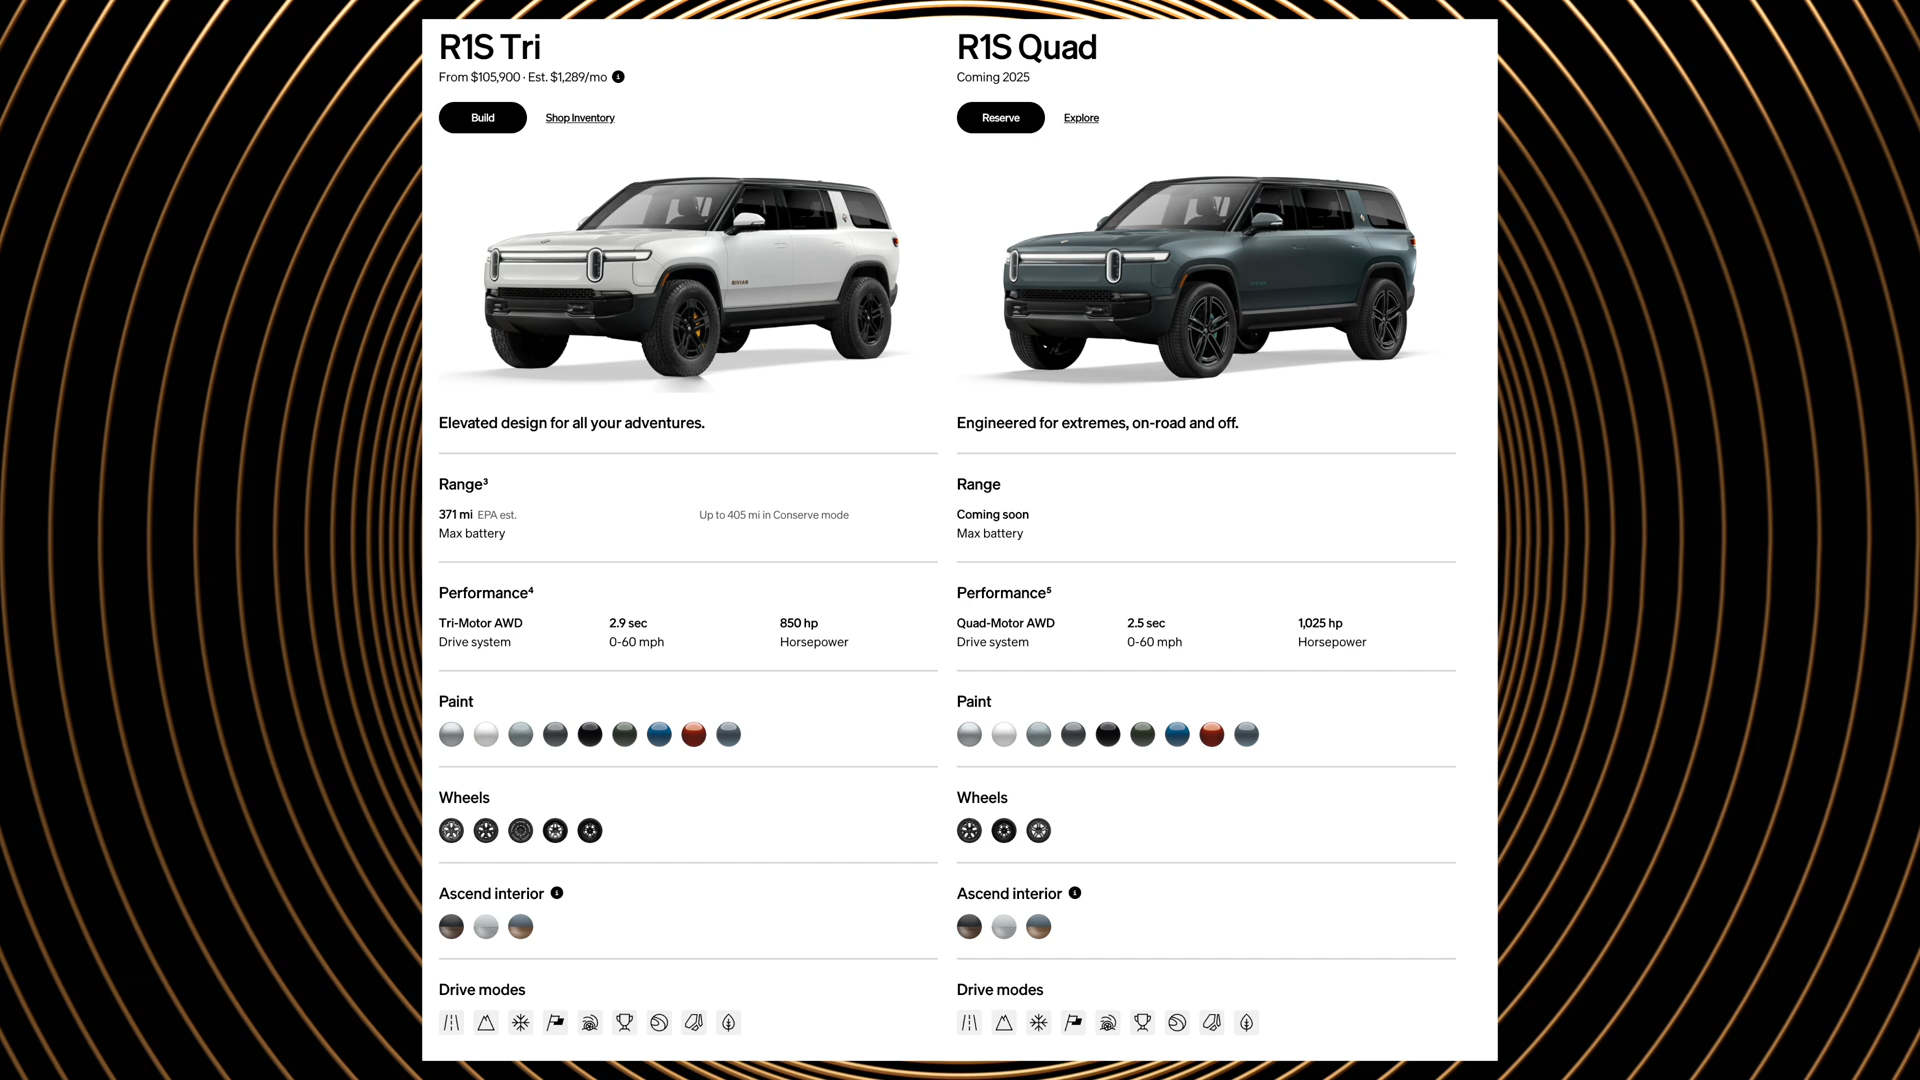 R1S Tri
From $105,900 · Est. $1,289/mo
Build
Shop Inventory
RIVIAN
Elevated design for all your adventures.
Range³
371 mi EPA est.
Up to 405 mi in Conserve mode
Max battery
Performance⁴
Tri-Motor AWD
2.9 sec
850 hp
Drive system
0-60 mph
Horsepower
Paint
Wheels
Ascend interior
Drive modes
R1S Quad
Coming 2025
Reserve
Explore
Engineered for extremes, on-road and off.
Range
Coming soon
Max battery
Performance⁵
Quad-Motor AWD
2.5 sec
1,025 hp
Drive system
0-60 mph
Horsepower
Paint
Wheels
Ascend interior
Drive modes